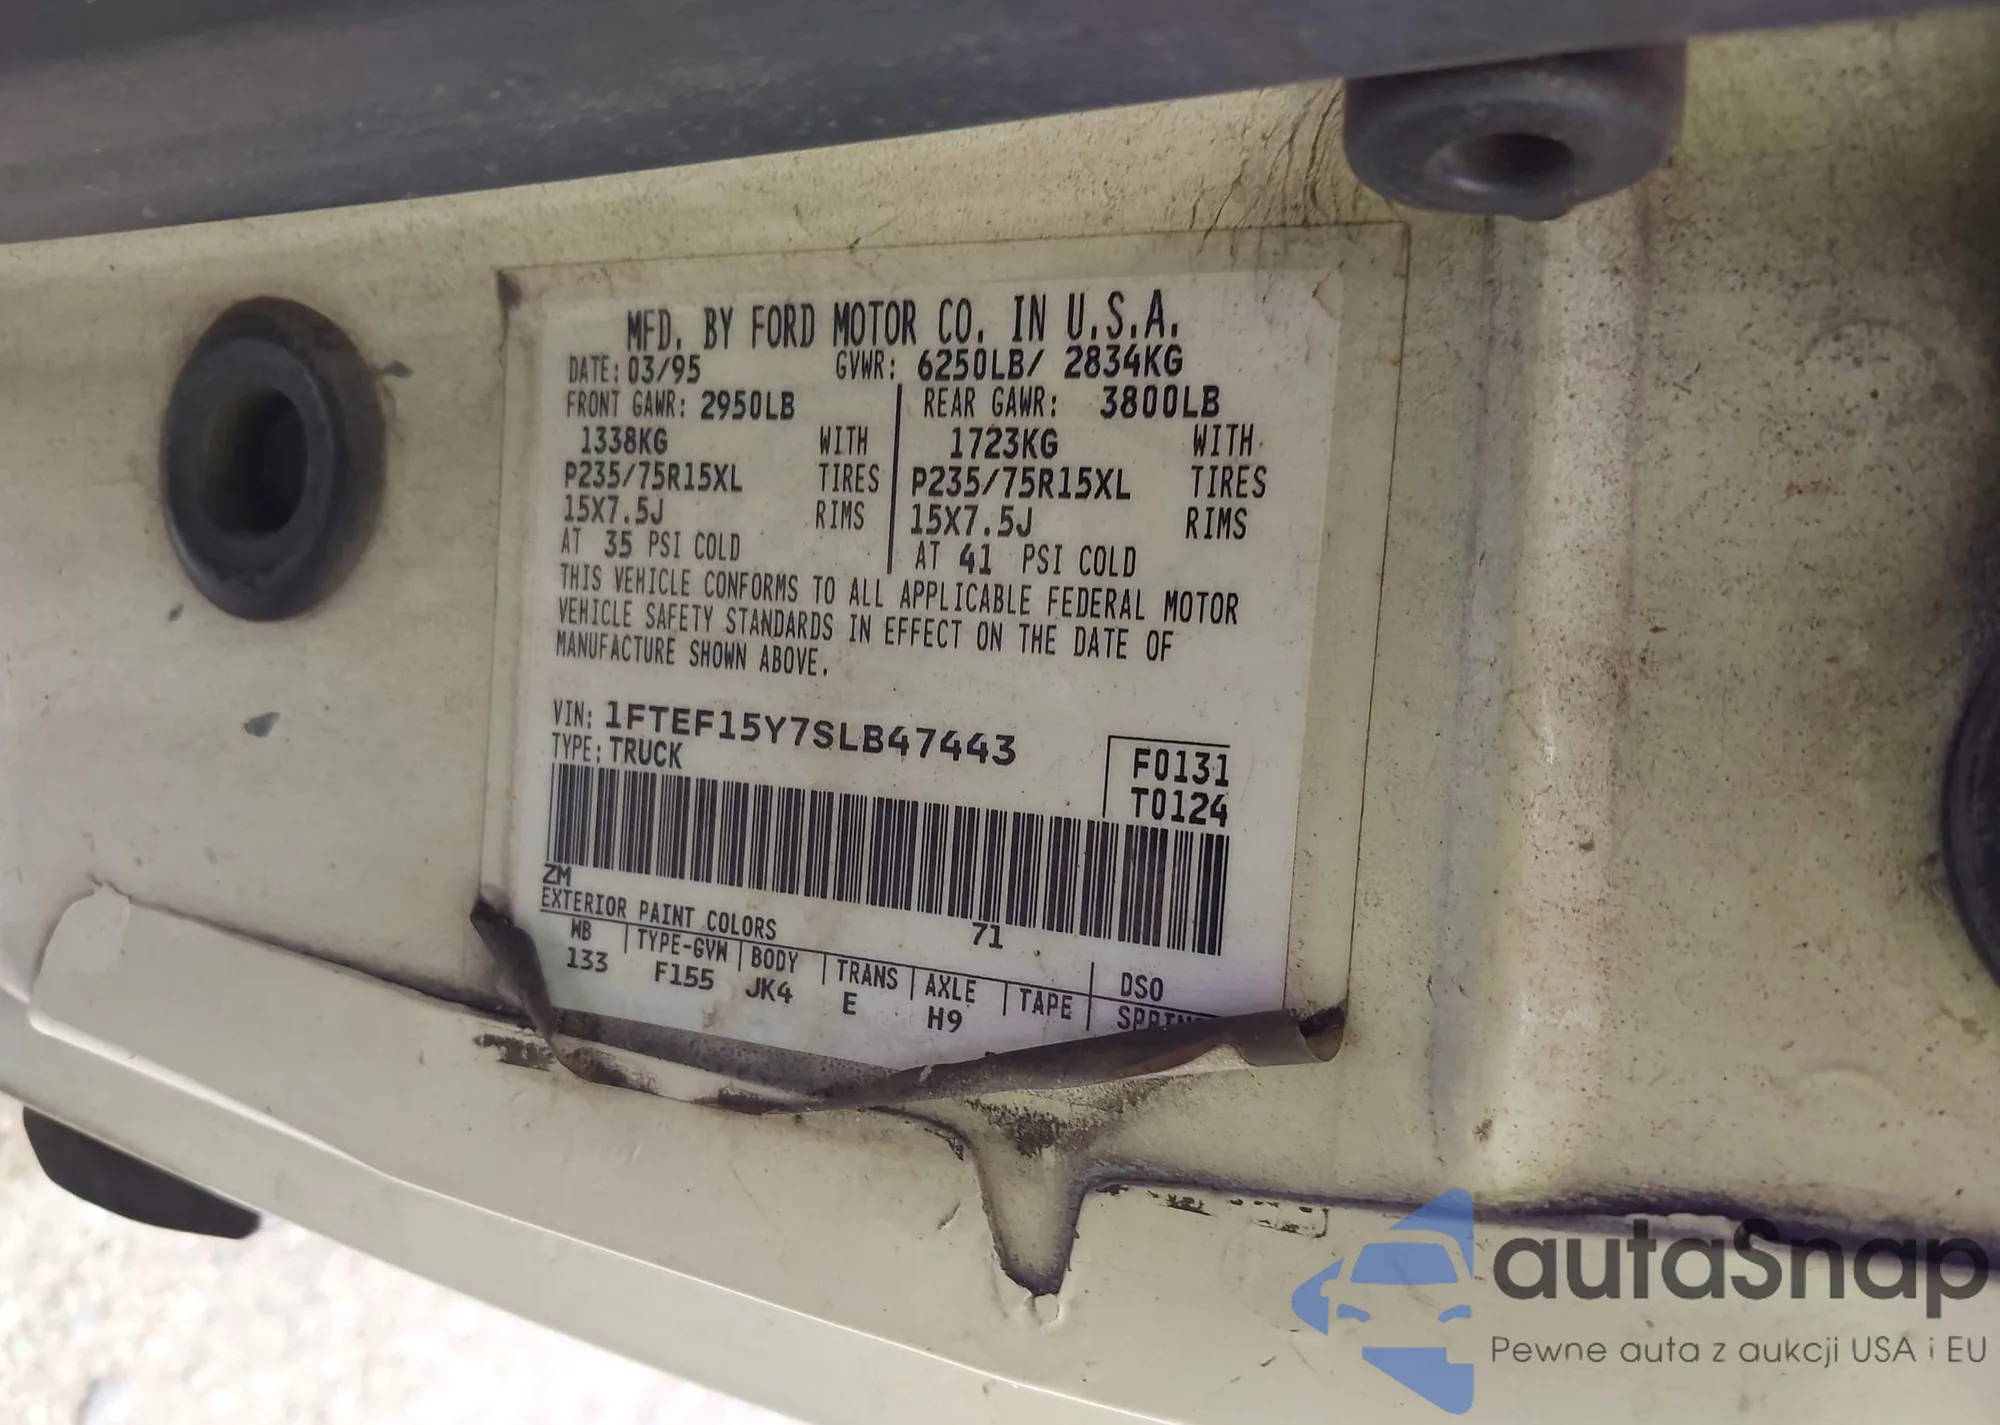 MFD. BY FORD MOTOR CO. IN U.S.A.
DATE: 03/95 GVWR: 6250LB/ 2834KG
FRONT GAWR: 2950LB REAR GAWR: 3800LB
1338KG WITH 1723KG WITH
P235/75R15XL TIRES P235/75R15XL TIRES
15X7.5J RIMS 15X7.5J RIMS
AT 35 PSI COLD AT 41 PSI COLD
THIS VEHICLE CONFORMS TO ALL APPLICABLE FEDERAL MOTOR
VEHICLE SAFETY STANDARDS IN EFFECT ON THE DATE OF
MANUFACTURE SHOWN ABOVE.
VIN: 1FTEF15Y7SLB47443
TYPE: TRUCK
F0131
T0124
ZM
EXTERIOR PAINT COLORS 71 DSO
WB TYPE-GVW BODY TRANS AXLE TAPE
133 F155 JK4 E H9
autaSnap
Pewne auta z aukcji USA i EU